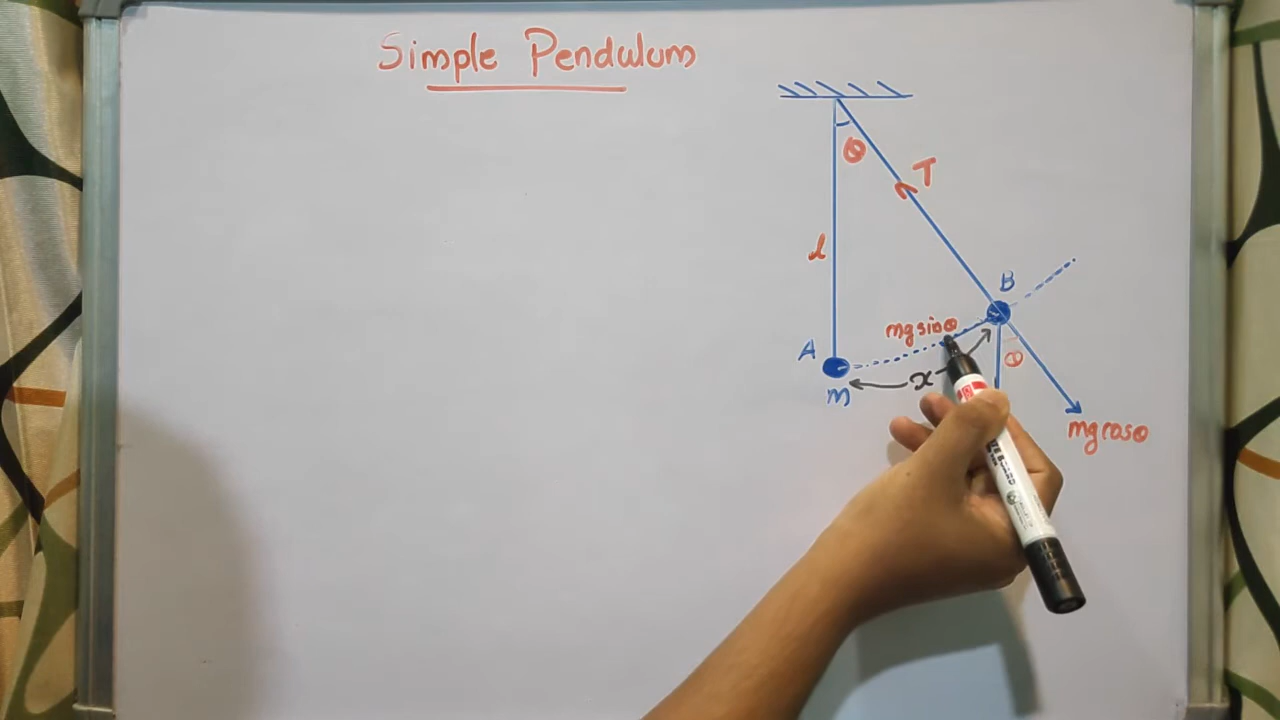 Simple Pendulum
θ
T
l
B
mg sinθ
A
θ
x
m
mg cosθ